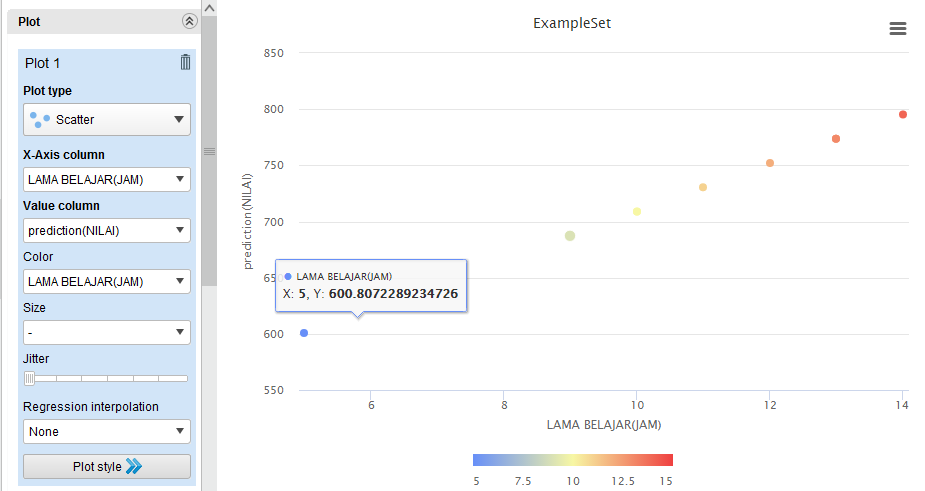 Plot
Plot 1
Plot type
Scatter
X-Axis column
LAMA BELAJAR(JAM)
Value column
prediction(NILAI)
Color
LAMA BELAJAR(JAM)
Size
-
Jitter
Regression interpolation
None
Plot style
ExampleSet
850
800
750
700
650
600
550
prediction(NILAI)
LAMA BELAJAR(JAM)
X: 5, Y: 600.8072289234726
6 8 10 12 14
LAMA BELAJAR(JAM)
5 7.5 10 12.5 15